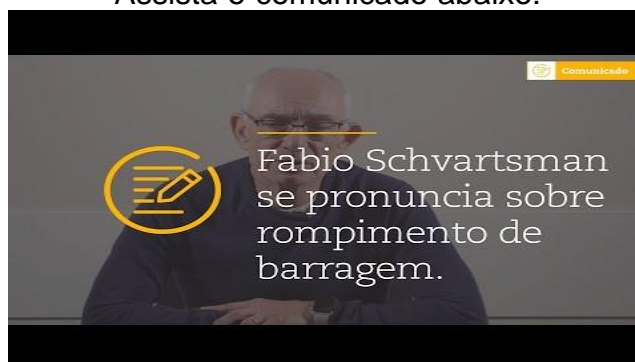 Assista o comunicado abaixo:
Comunicado
Fabio Schvartsman
se pronuncia sobre
rompimento de
barragem.